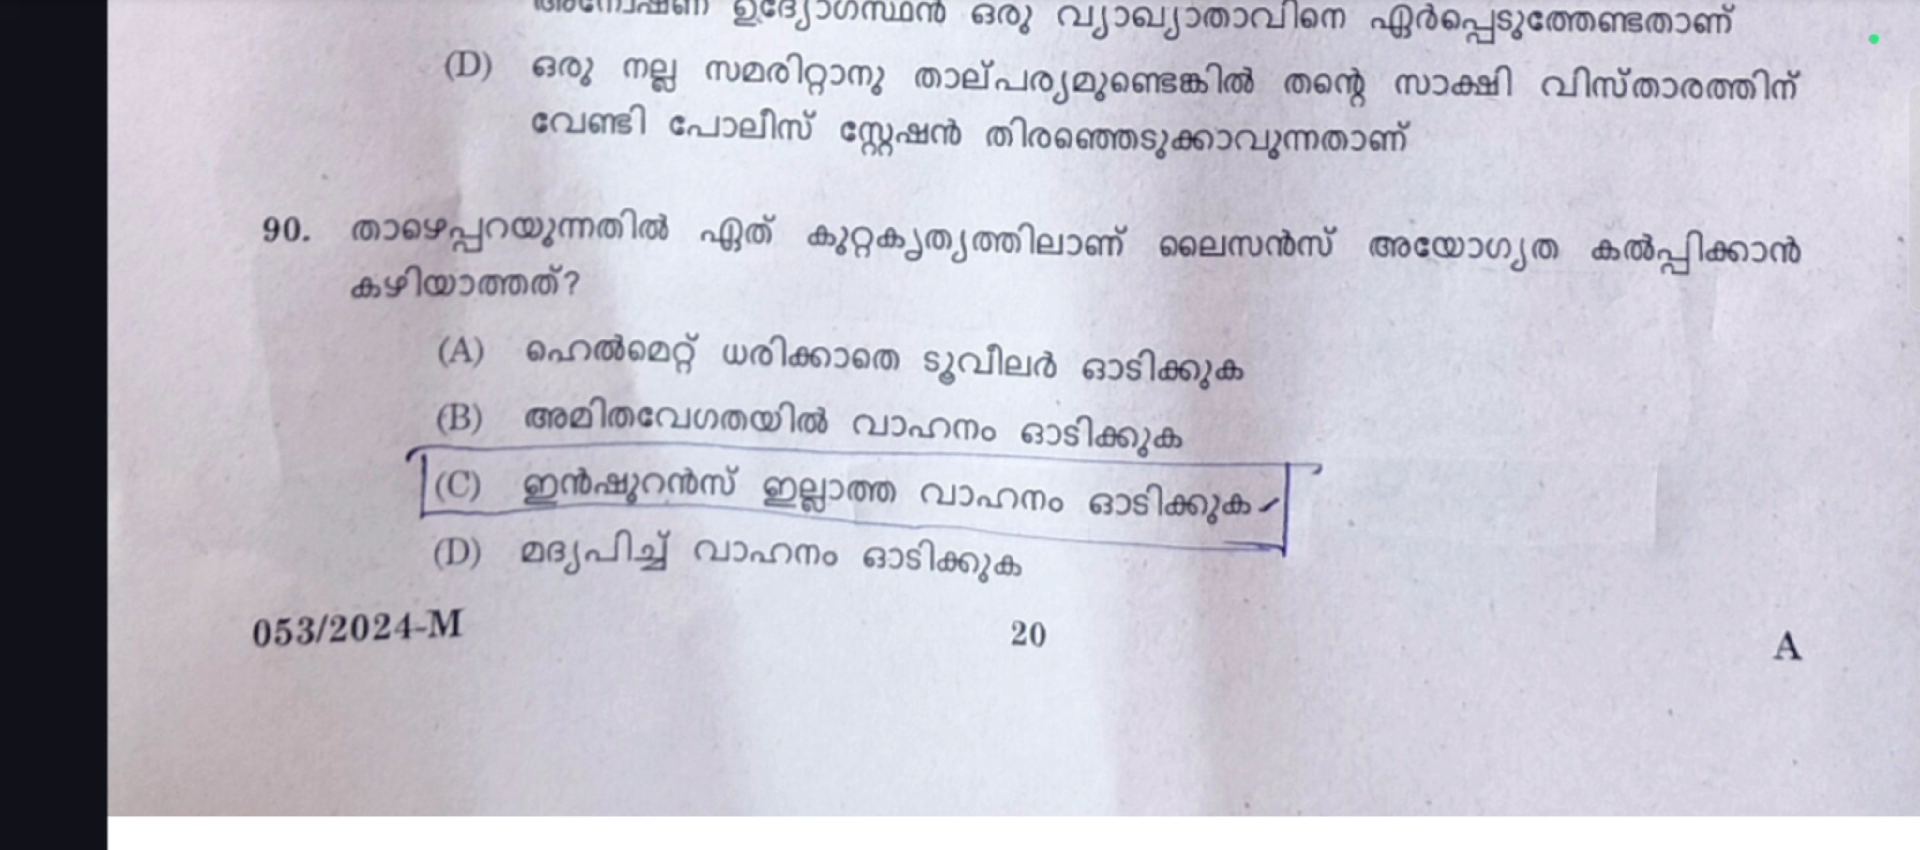 അന്വേഷണ ഉദ്യോഗസ്ഥൻ ഒരു വ്യാഖ്യാതാവിനെ ഏർപ്പെടുത്തേണ്ടതാണ്
(D) ഒരു നല്ല സമരിറ്റാനു താല്പര്യമുണ്ടെങ്കിൽ തന്റെ സാക്ഷി വിസ്താരത്തിന്
വേണ്ടി പോലീസ് സ്റ്റേഷൻ തിരഞ്ഞെടുക്കാവുന്നതാണ്
90. താഴെപ്പറയുന്നതിൽ ഏത് കുറ്റകൃത്യത്തിലാണ് ലൈസൻസ് അയോഗ്യത കൽപ്പിക്കാൻ
കഴിയാത്തത്?
(A) ഹെൽമെറ്റ് ധരിക്കാതെ ടൂവീലർ ഓടിക്കുക
(B) അമിതവേഗതയിൽ വാഹനം ഓടിക്കുക
(C) ഇൻഷുറൻസ് ഇല്ലാത്ത വാഹനം ഓടിക്കുക
(D) മദ്യപിച്ച് വാഹനം ഓടിക്കുക
053/2024-M 20 A